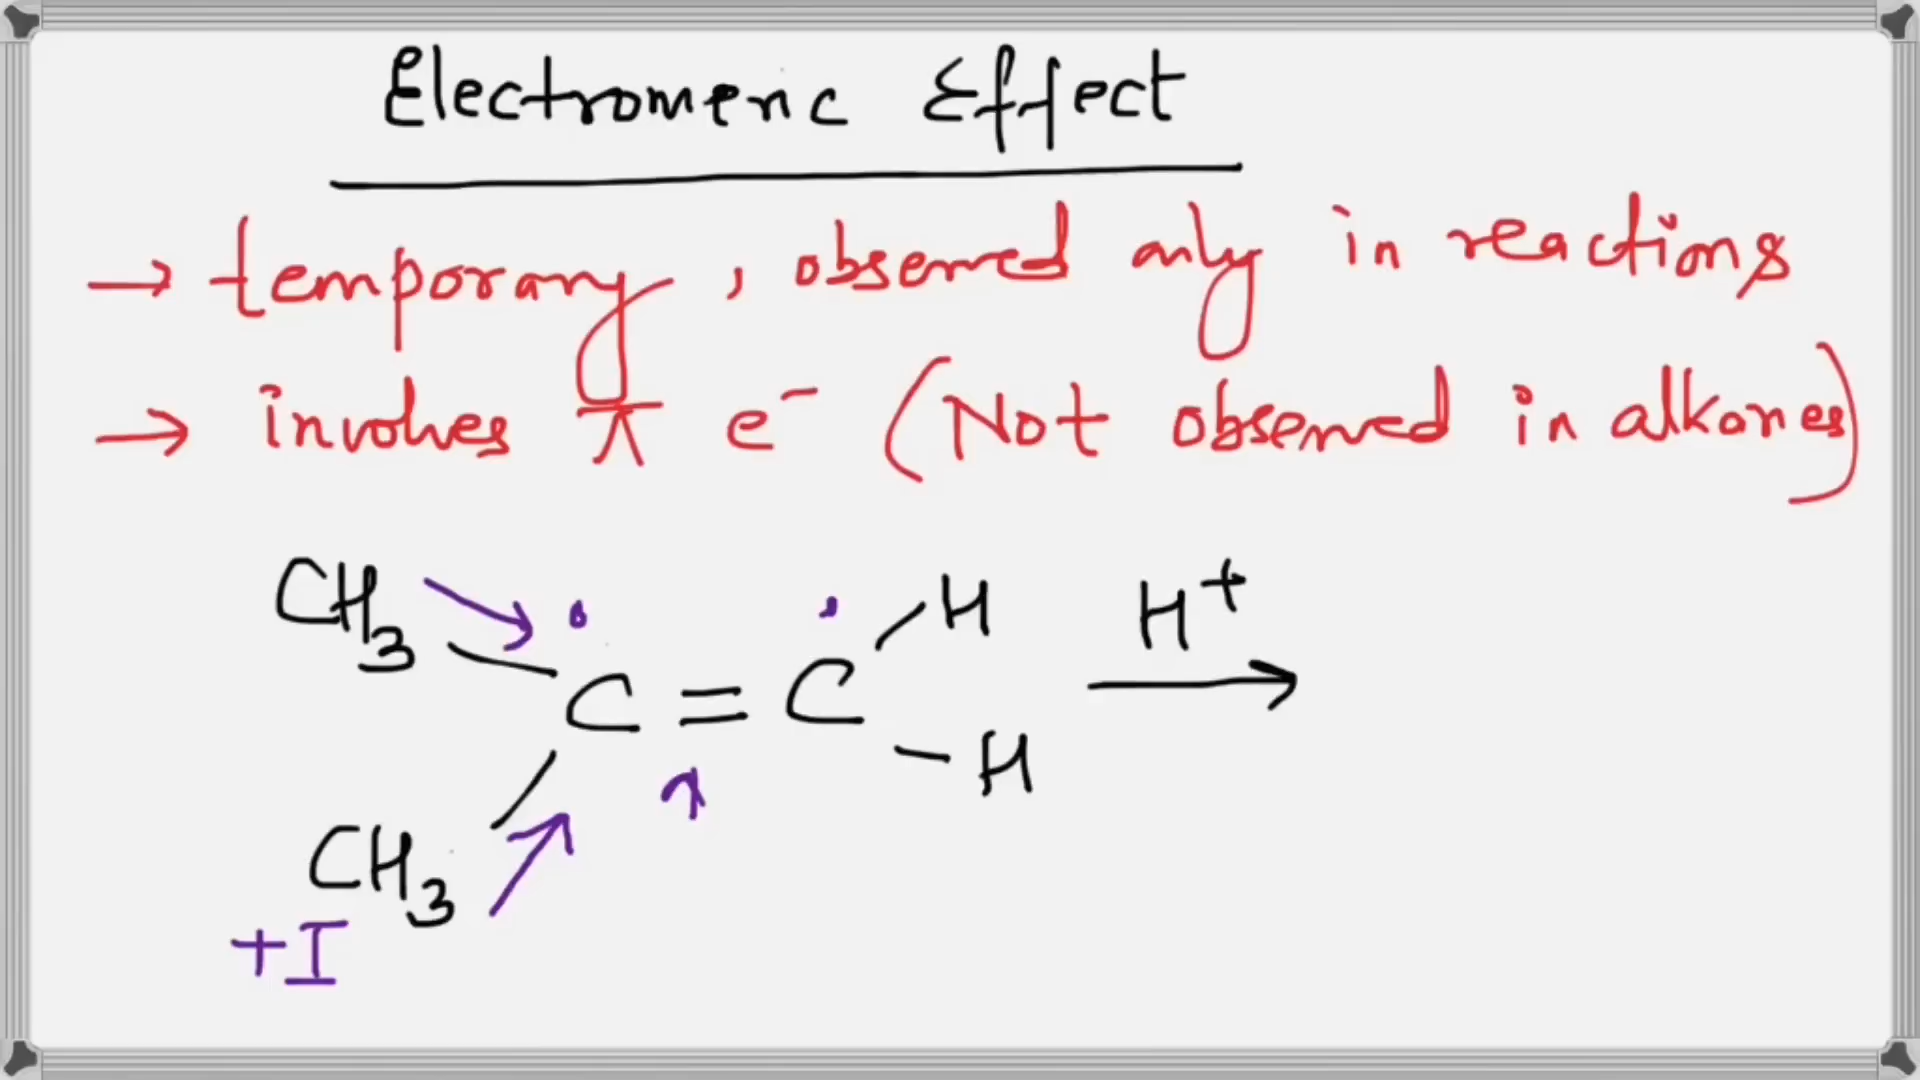 Electromeric Effect
→ temporary, observed only in reactions
→ involves π e⁻ (Not observed in alkanes)
CH₃ H H⁺
C = C →
H
CH₃
+I